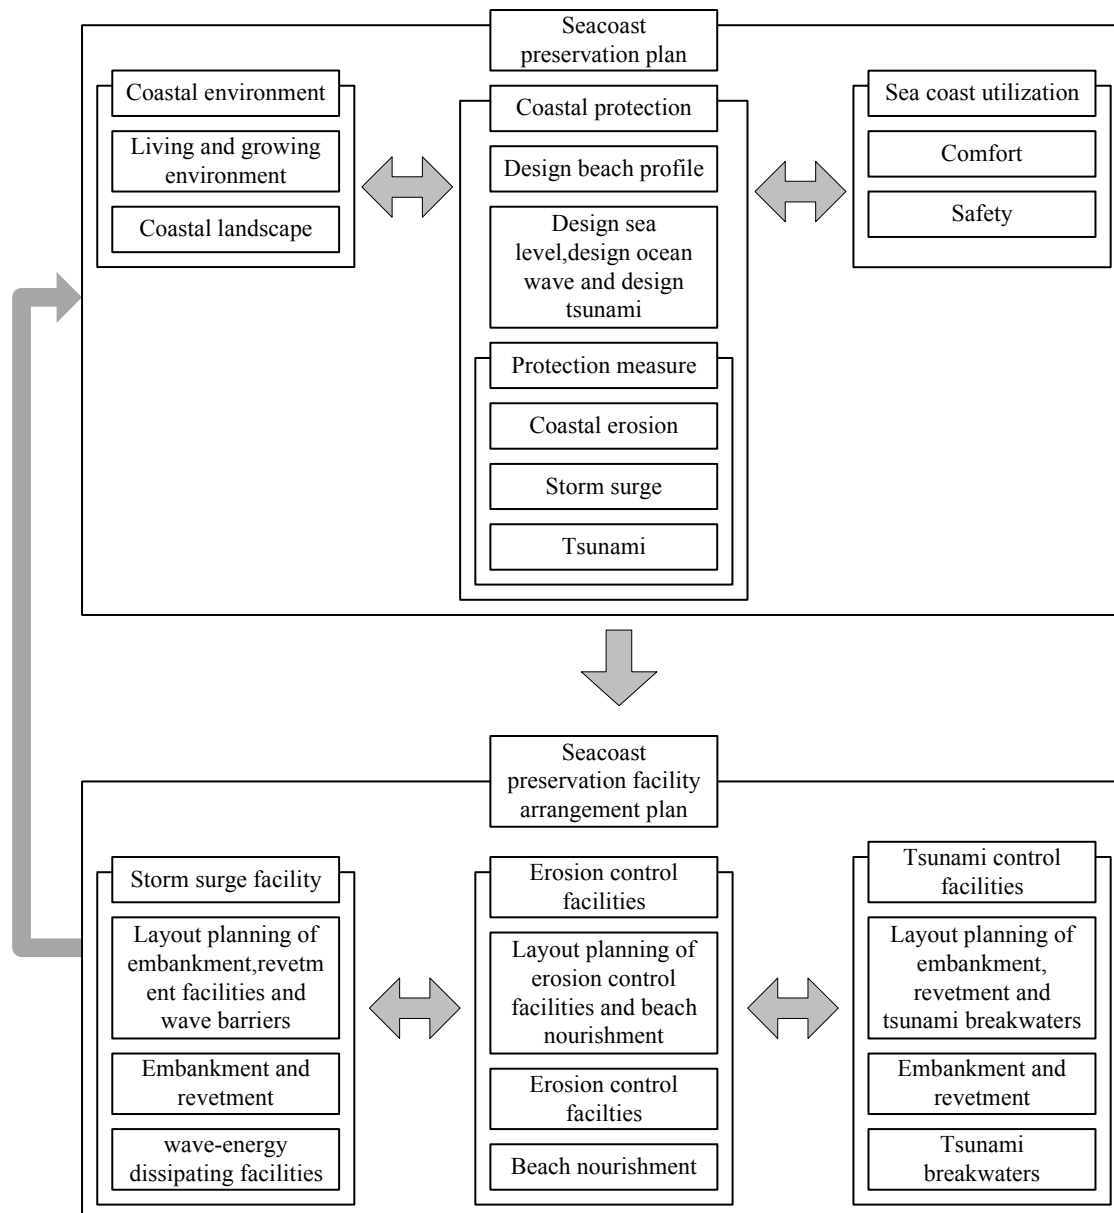 Seacoast
preservation plan
Coastal environment
Living and growing
environment
Coastal landscape
Coastal protection
Design beach profile
Design sea
level,design ocean
wave and design
tsunami
Protection measure
Coastal erosion
Storm surge
Tsunami
Sea coast utilization
Comfort
Safety
Seacoast
preservation facility
arrangement plan
Storm surge facility
Layout planning of
embankment,revetm
ent facilities and
wave barriers
Embankment and
revetment
wave-energy
dissipating facilities
Erosion control
facilities
Layout planning of
erosion control
facilities and beach
nourishment
Erosion control
facilties
Beach nourishment
Tsunami control
facilities
Layout planning of
embankment,
revetment and
tsunami breakwaters
Embankment and
revetment
Tsunami
breakwaters